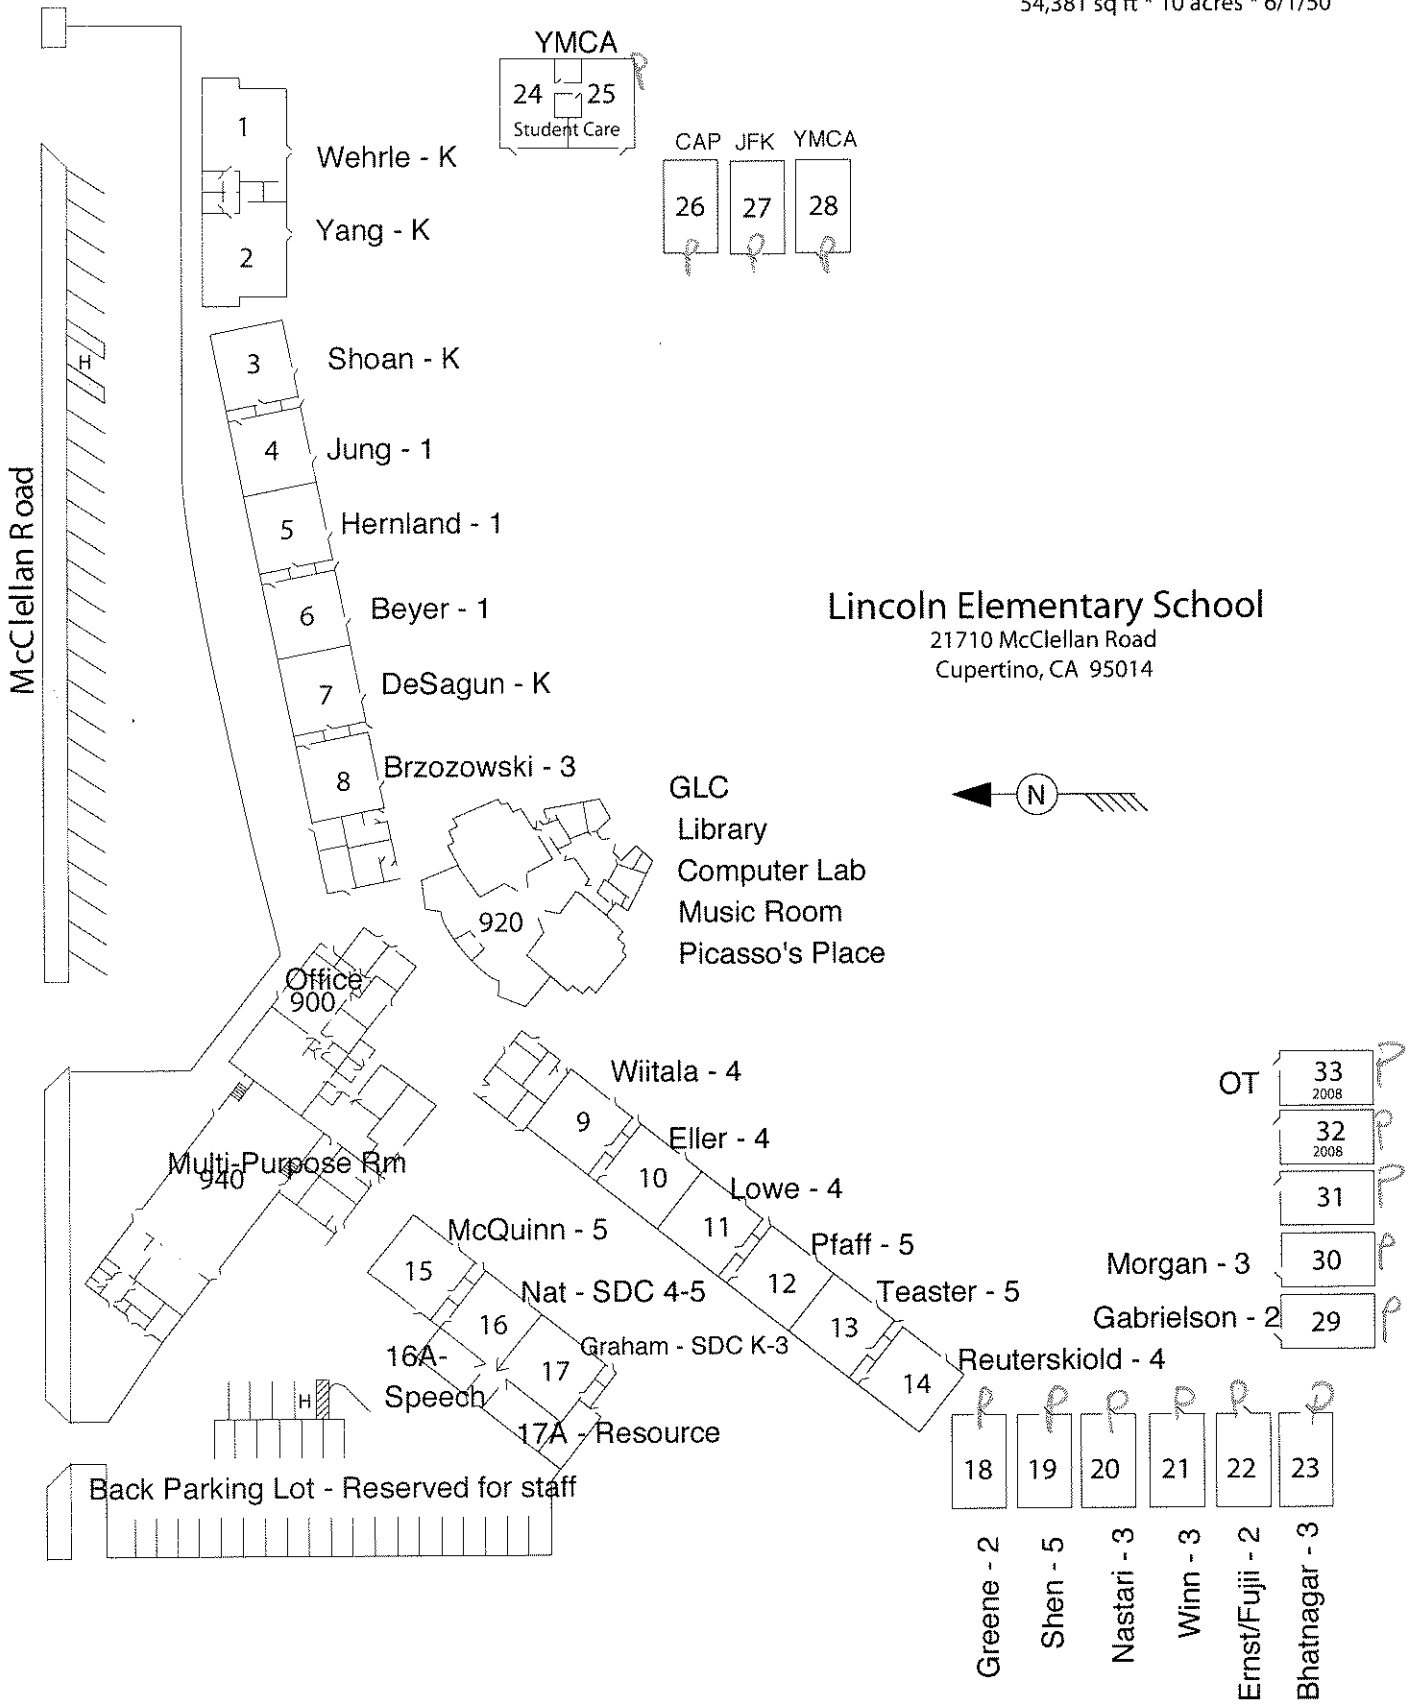 54,381 sq ft * 10 acres * 6/1/50
YMCA
P
24 25
Student Care
1
Wehrle - K
Yang - K
2
CAP JFK YMCA
26 27 28
P P P
3 Shoan - K
H
4 Jung - 1
5 Hernland - 1
6 Beyer - 1
7 DeSagun - K
8 Brzozowski - 3
McClellan Road
Lincoln Elementary School
21710 McClellan Road
Cupertino, CA 95014
N
GLC
Library
Computer Lab
Music Room
Picasso's Place
920
Office
900
Multi-Purpose Rm
940
Wiitala - 4
9
Eller - 4
10
Lowe - 4
11
Pfaff - 5
12
Teaster - 5
13
Reuterskiold - 4
14
McQuinn - 5
15
Nat - SDC 4-5
16
Graham - SDC K-3
17
16A-
Speech
17A - Resource
H
Back Parking Lot - Reserved for staff
OT 33 P
2008
32 P
2008
31 P
Morgan - 3 30 P
Gabrielson - 2 29 P
P P P P P P
18 19 20 21 22 23
Greene - 2
Shen - 5
Nastari - 3
Winn - 3
Ernst/Fujii - 2
Bhatnagar - 3